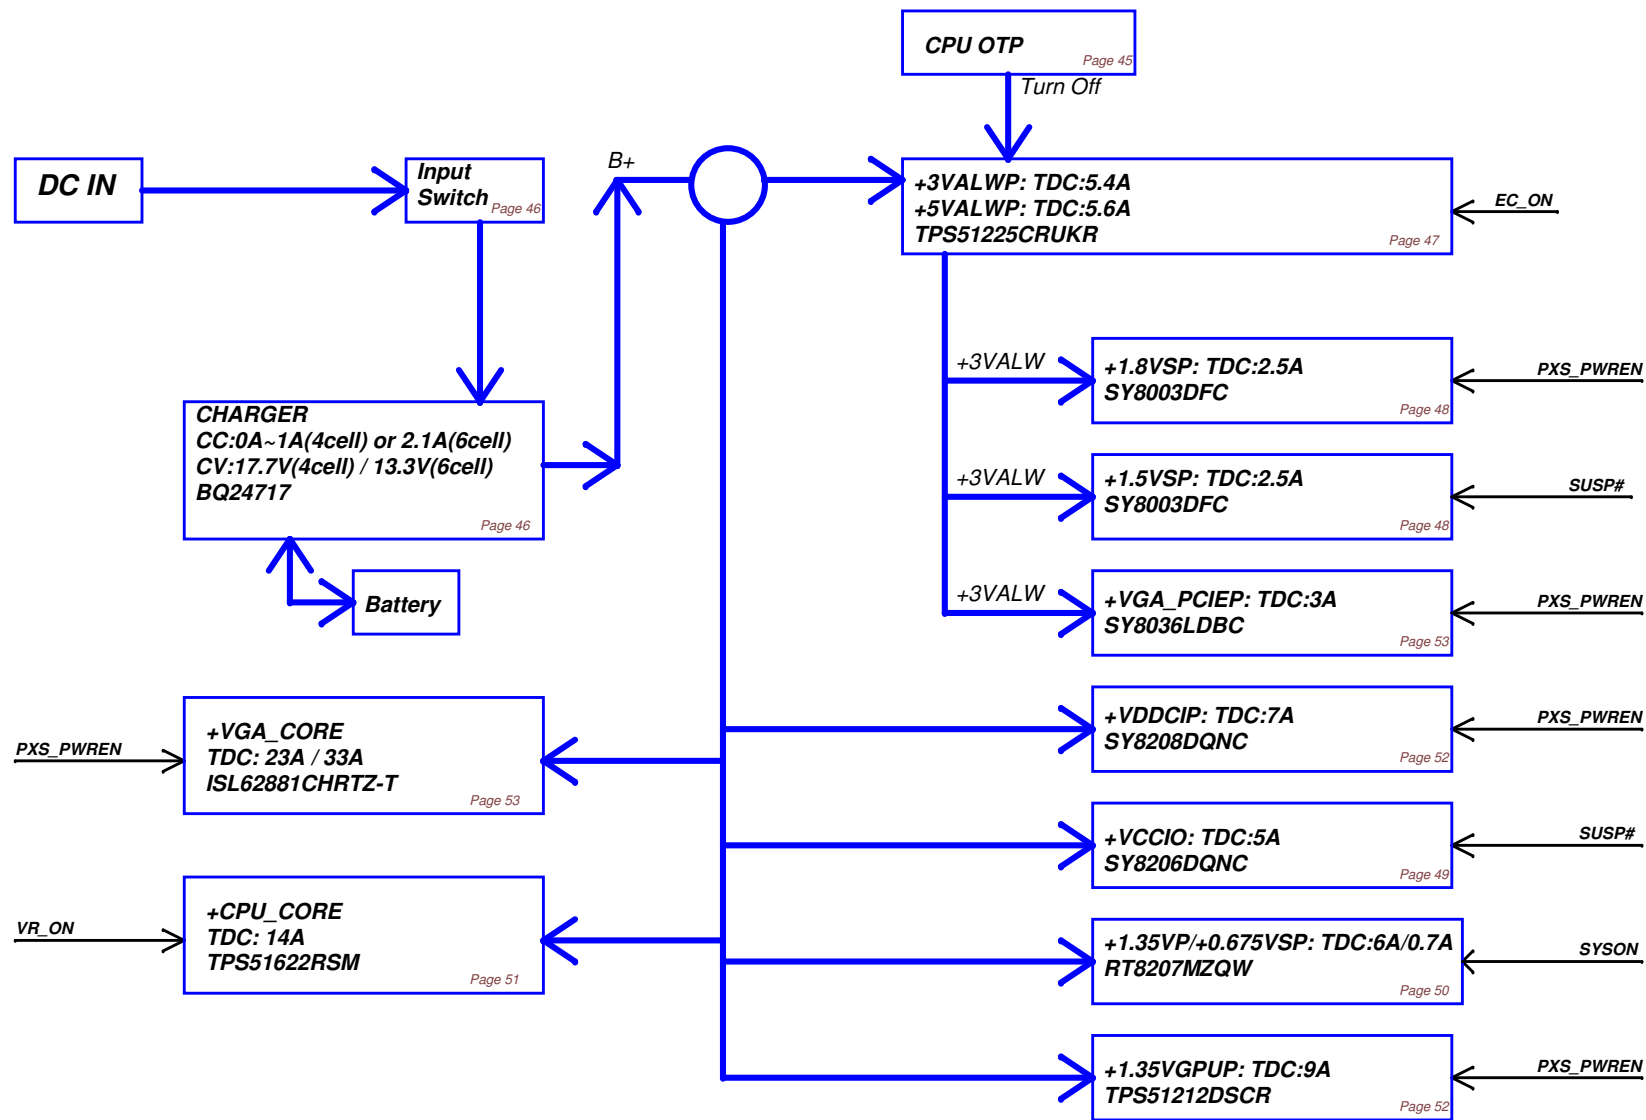 CPU OTP
Page 45
Turn Off
DC IN
Input
Switch
Page 46
B+
+3VALWP: TDC:5.4A
+5VALWP: TDC:5.6A
TPS51225CRUKR
Page 47
EC_ON
CHARGER
CC:0A~1A(4cell) or 2.1A(6cell)
CV:17.7V(4cell) / 13.3V(6cell)
BQ24717
Page 46
Battery
+3VALW
+1.8VSP: TDC:2.5A
SY8003DFC
Page 48
PXS_PWREN
+3VALW
+1.5VSP: TDC:2.5A
SY8003DFC
Page 48
SUSP#
+3VALW
+VGA_PCIEP: TDC:3A
SY8036LDBC
Page 53
PXS_PWREN
PXS_PWREN
+VGA_CORE
TDC: 23A / 33A
ISL62881CHRTZ-T
Page 53
+VDDCIP: TDC:7A
SY8208DQNC
Page 52
PXS_PWREN
+VCCIO: TDC:5A
SY8206DQNC
Page 49
SUSP#
VR_ON
+CPU_CORE
TDC: 14A
TPS51622RSM
Page 51
+1.35VP/+0.675VSP: TDC:6A/0.7A
RT8207MZQW
Page 50
SYSON
+1.35VGPUP: TDC:9A
TPS51212DSCR
Page 52
PXS_PWREN